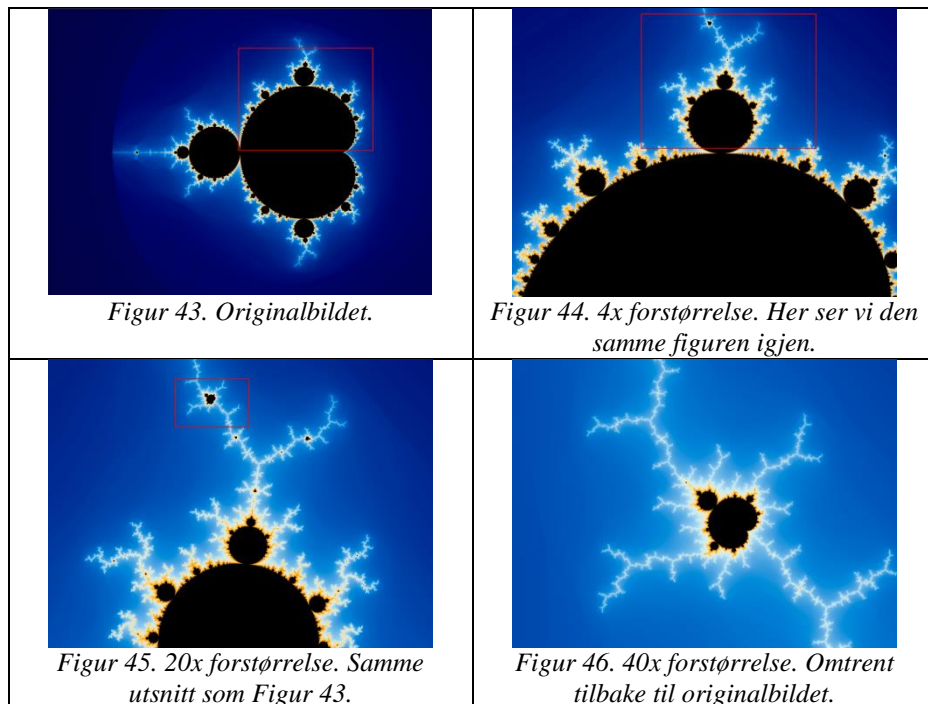 Figur 43. Originalbildet.
Figur 44. 4x forstørrelse. Her ser vi den
samme figuren igjen.
Figur 45. 20x forstørrelse. Samme
utsnitt som Figur 43.
Figur 46. 40x forstørrelse. Omtrent
tilbake til originalbildet.